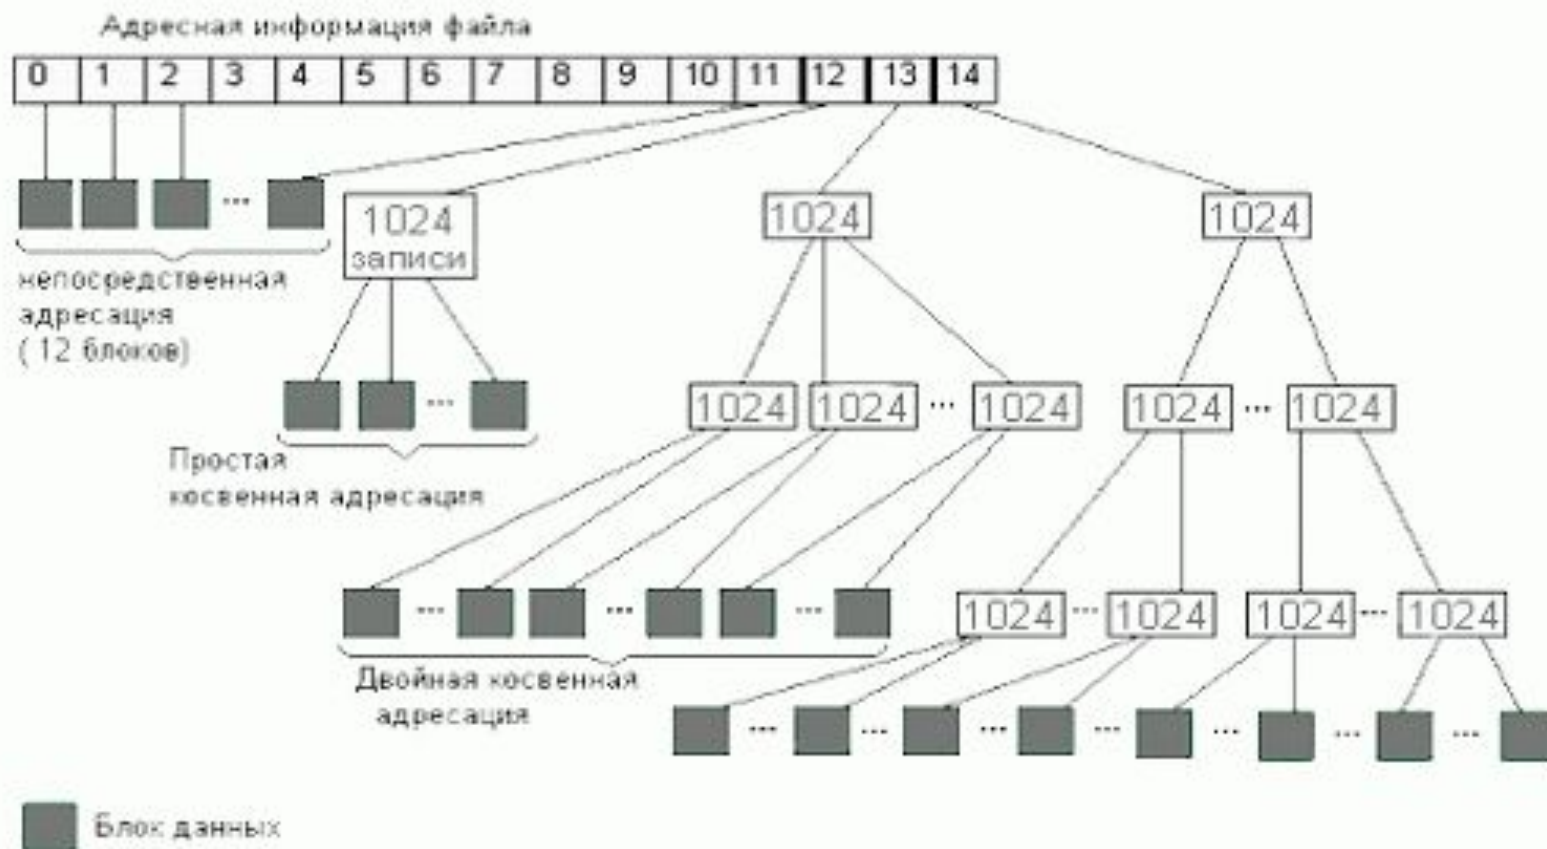 Адресная информация файла
0 1 2 3 4 5 6 7 8 9 10 11 12 13 14
... 
1024
записи
1024
1024
непосредственная
адресация
( 12 блоков)
...
1024
1024
...
1024
1024
...
1024
Простая
косвенная адресация
... ... ...
1024
...
1024
1024
...
1024
Двойная косвенная
адресация
... ... ... ... ... ... ...
Блок данных